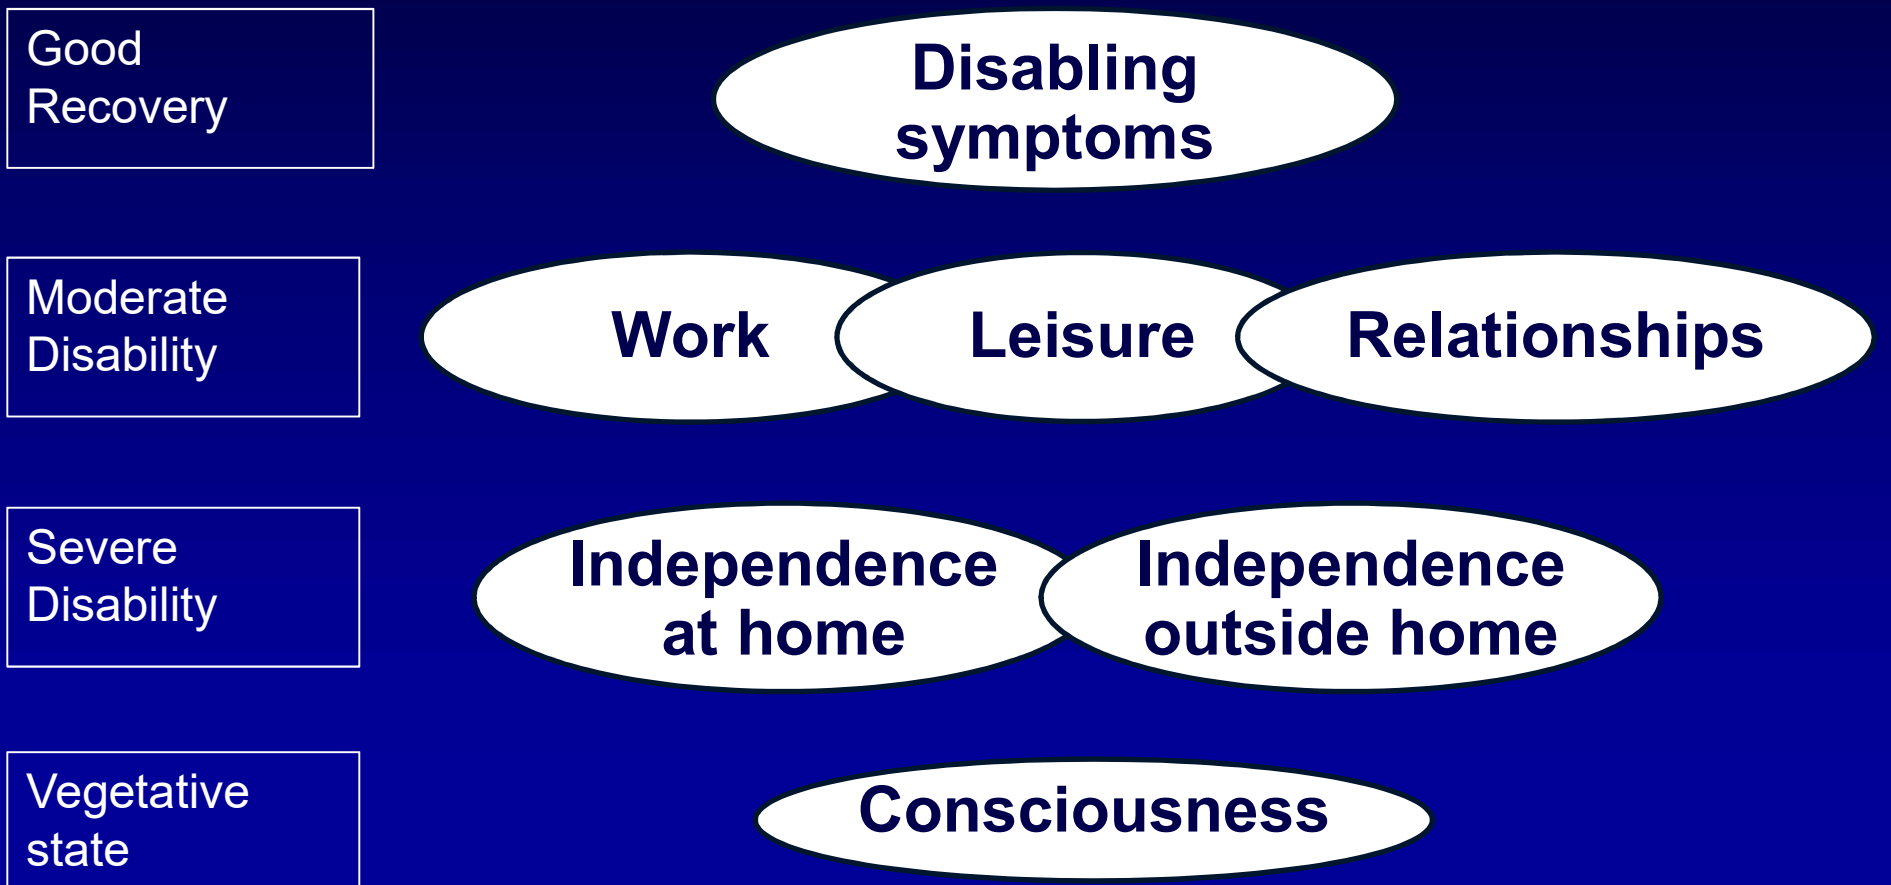 Good
Recovery
Disabling
symptoms
Moderate
Disability
Work
Leisure
Relationships
Severe
Disability
Independence
at home
Independence
outside home
Vegetative
state
Consciousness